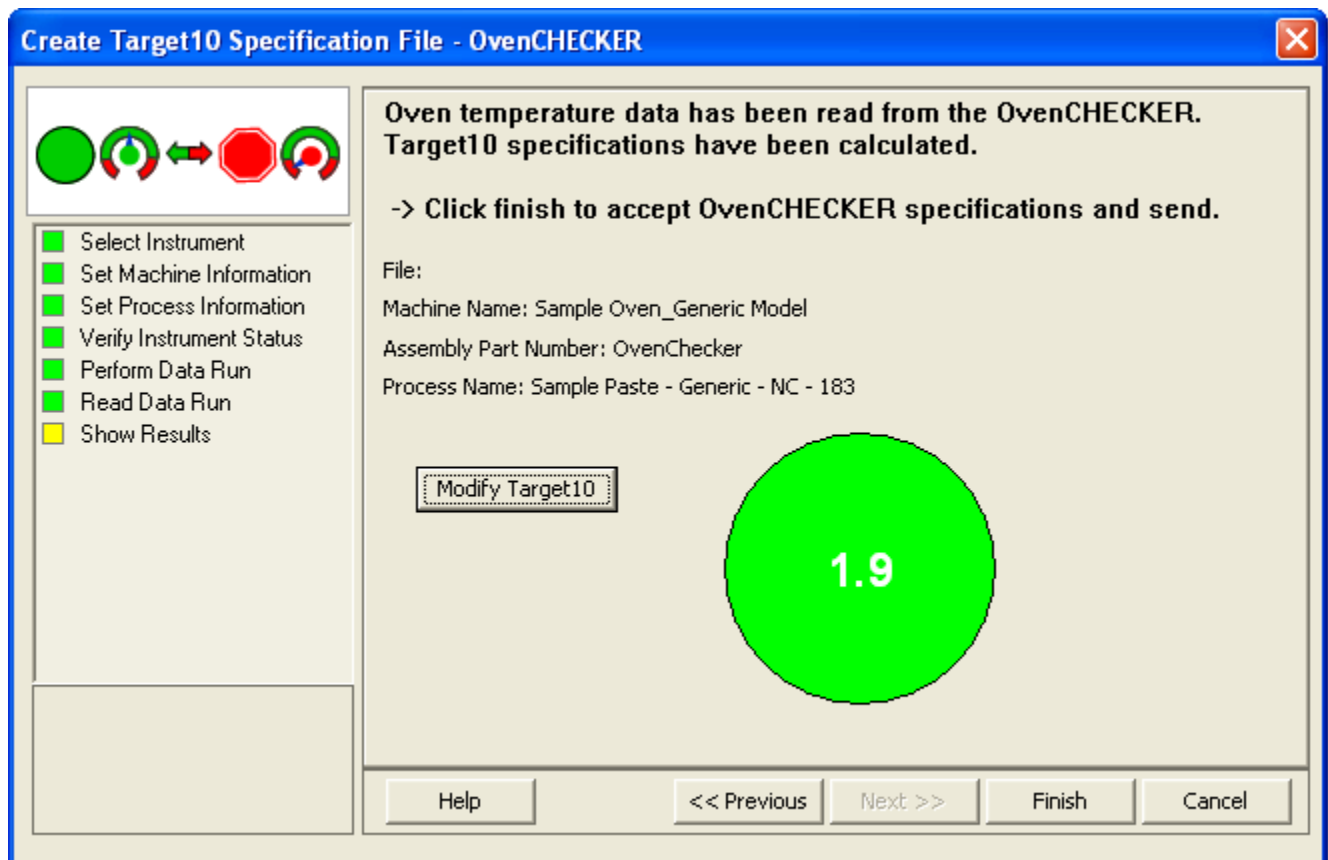 Create Target10 Specification File - OvenCHECKER
Oven temperature data has been read from the OvenCHECKER.
Target10 specifications have been calculated.
-> Click finish to accept OvenCHECKER specifications and send.
Select Instrument
Set Machine Information
Set Process Information
Verify Instrument Status
Perform Data Run
Read Data Run
Show Results
File:
Machine Name: Sample Oven_Generic Model
Assembly Part Number: OvenChecker
Process Name: Sample Paste - Generic - NC - 183
Modify Target10
1.9
Help
<< Previous
Next >>
Finish
Cancel